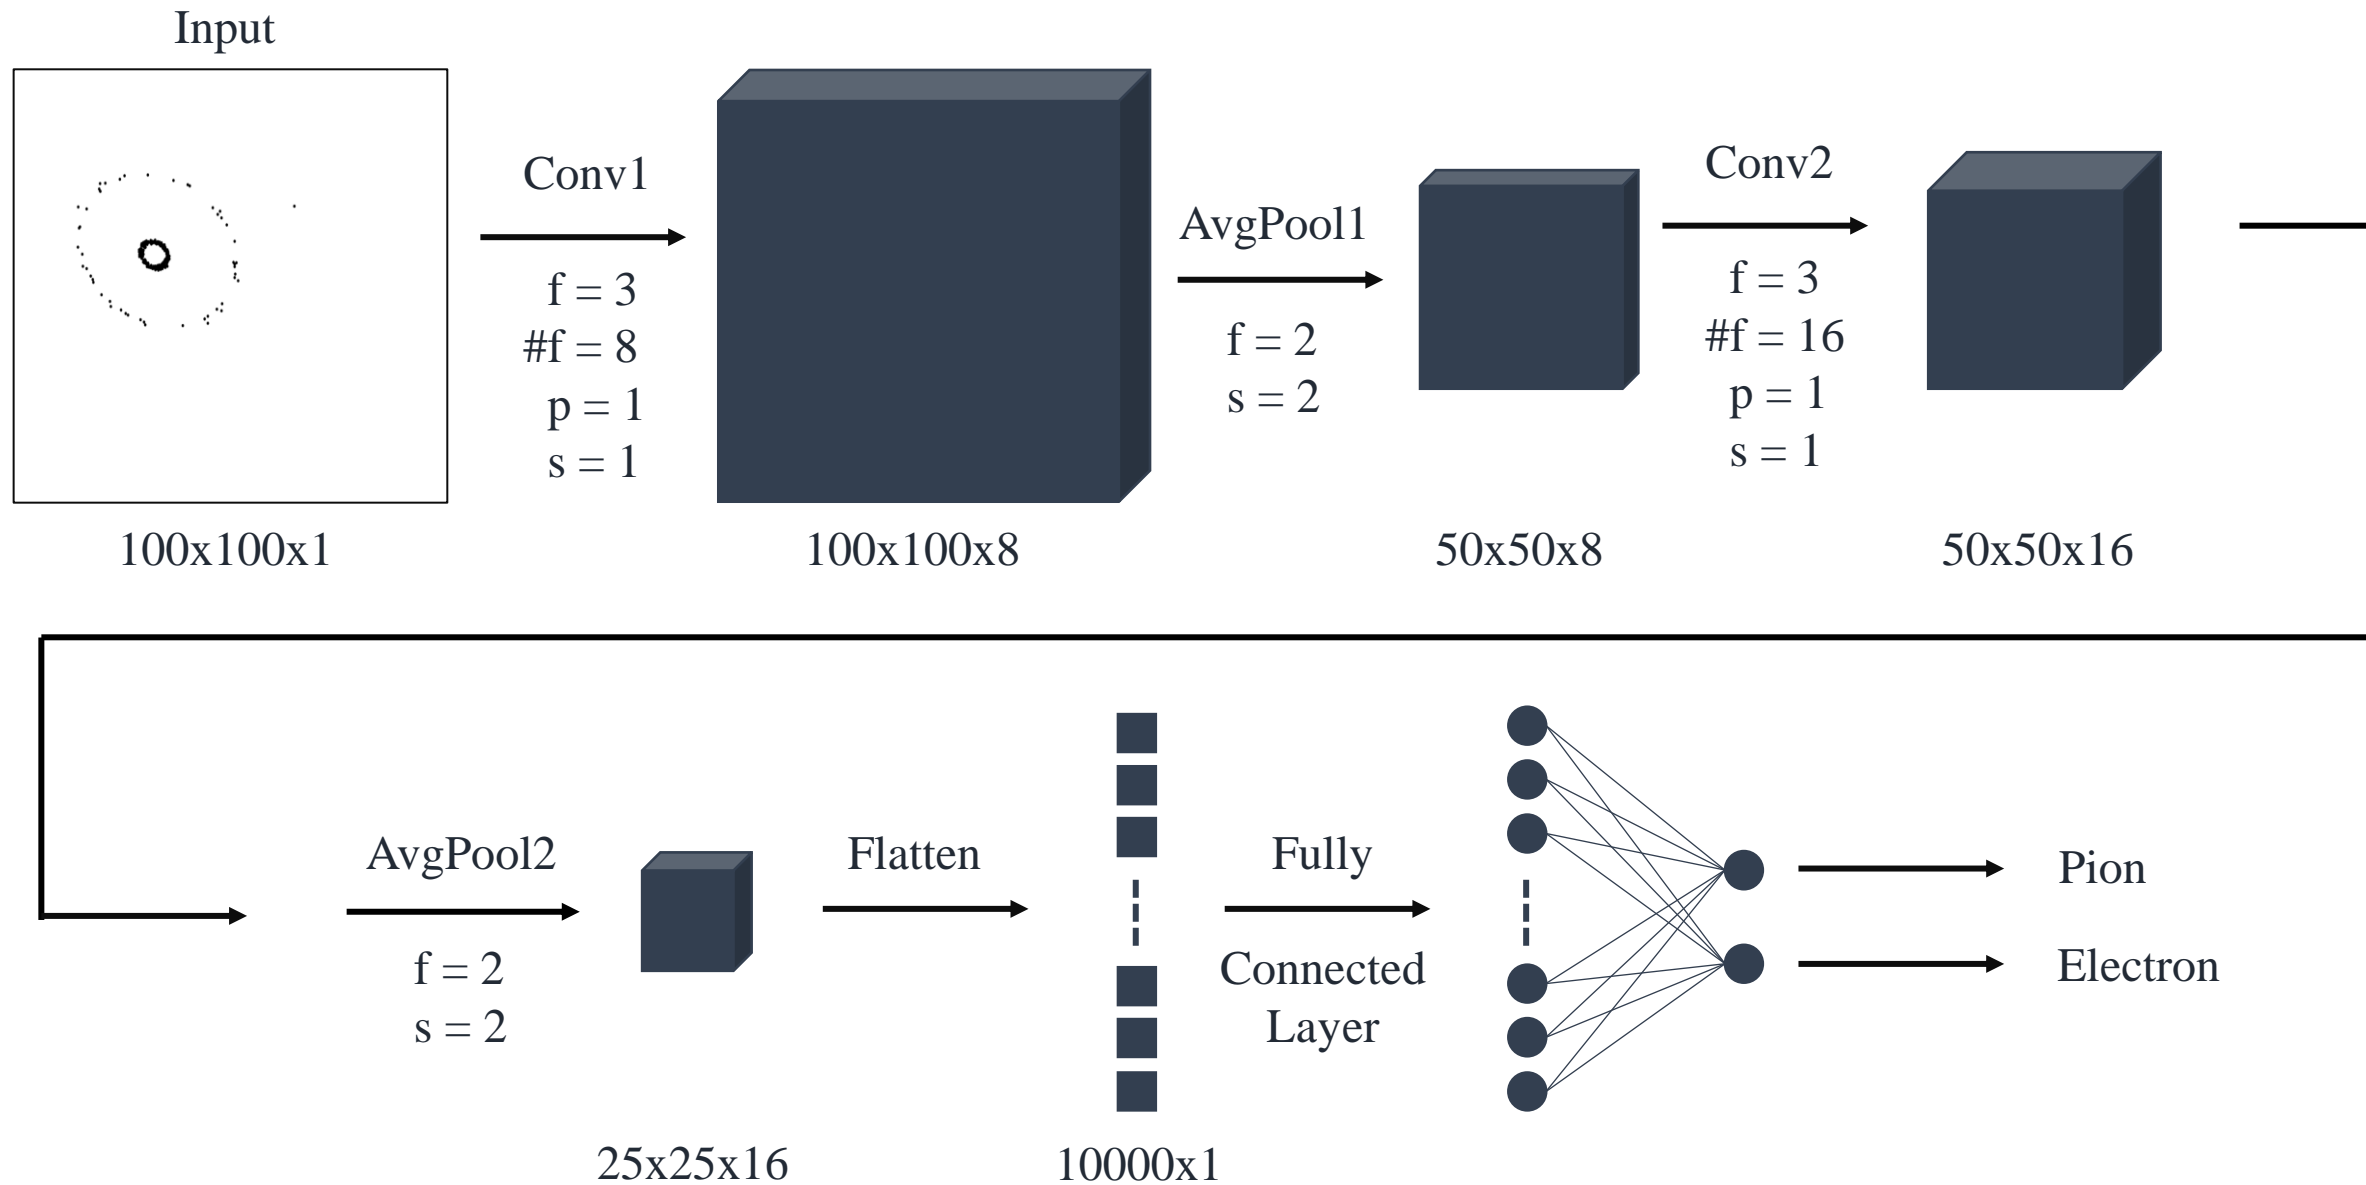 Input
Conv1
f = 3
#f = 8
p = 1
s = 1
AvgPool1
f = 2
s = 2
Conv2
f = 3
#f = 16
p = 1
s = 1
100x100x1
100x100x8
50x50x8
50x50x16
AvgPool2
f = 2
s = 2
Flatten
Fully
Connected
Layer
Pion
Electron
25x25x16
10000x1